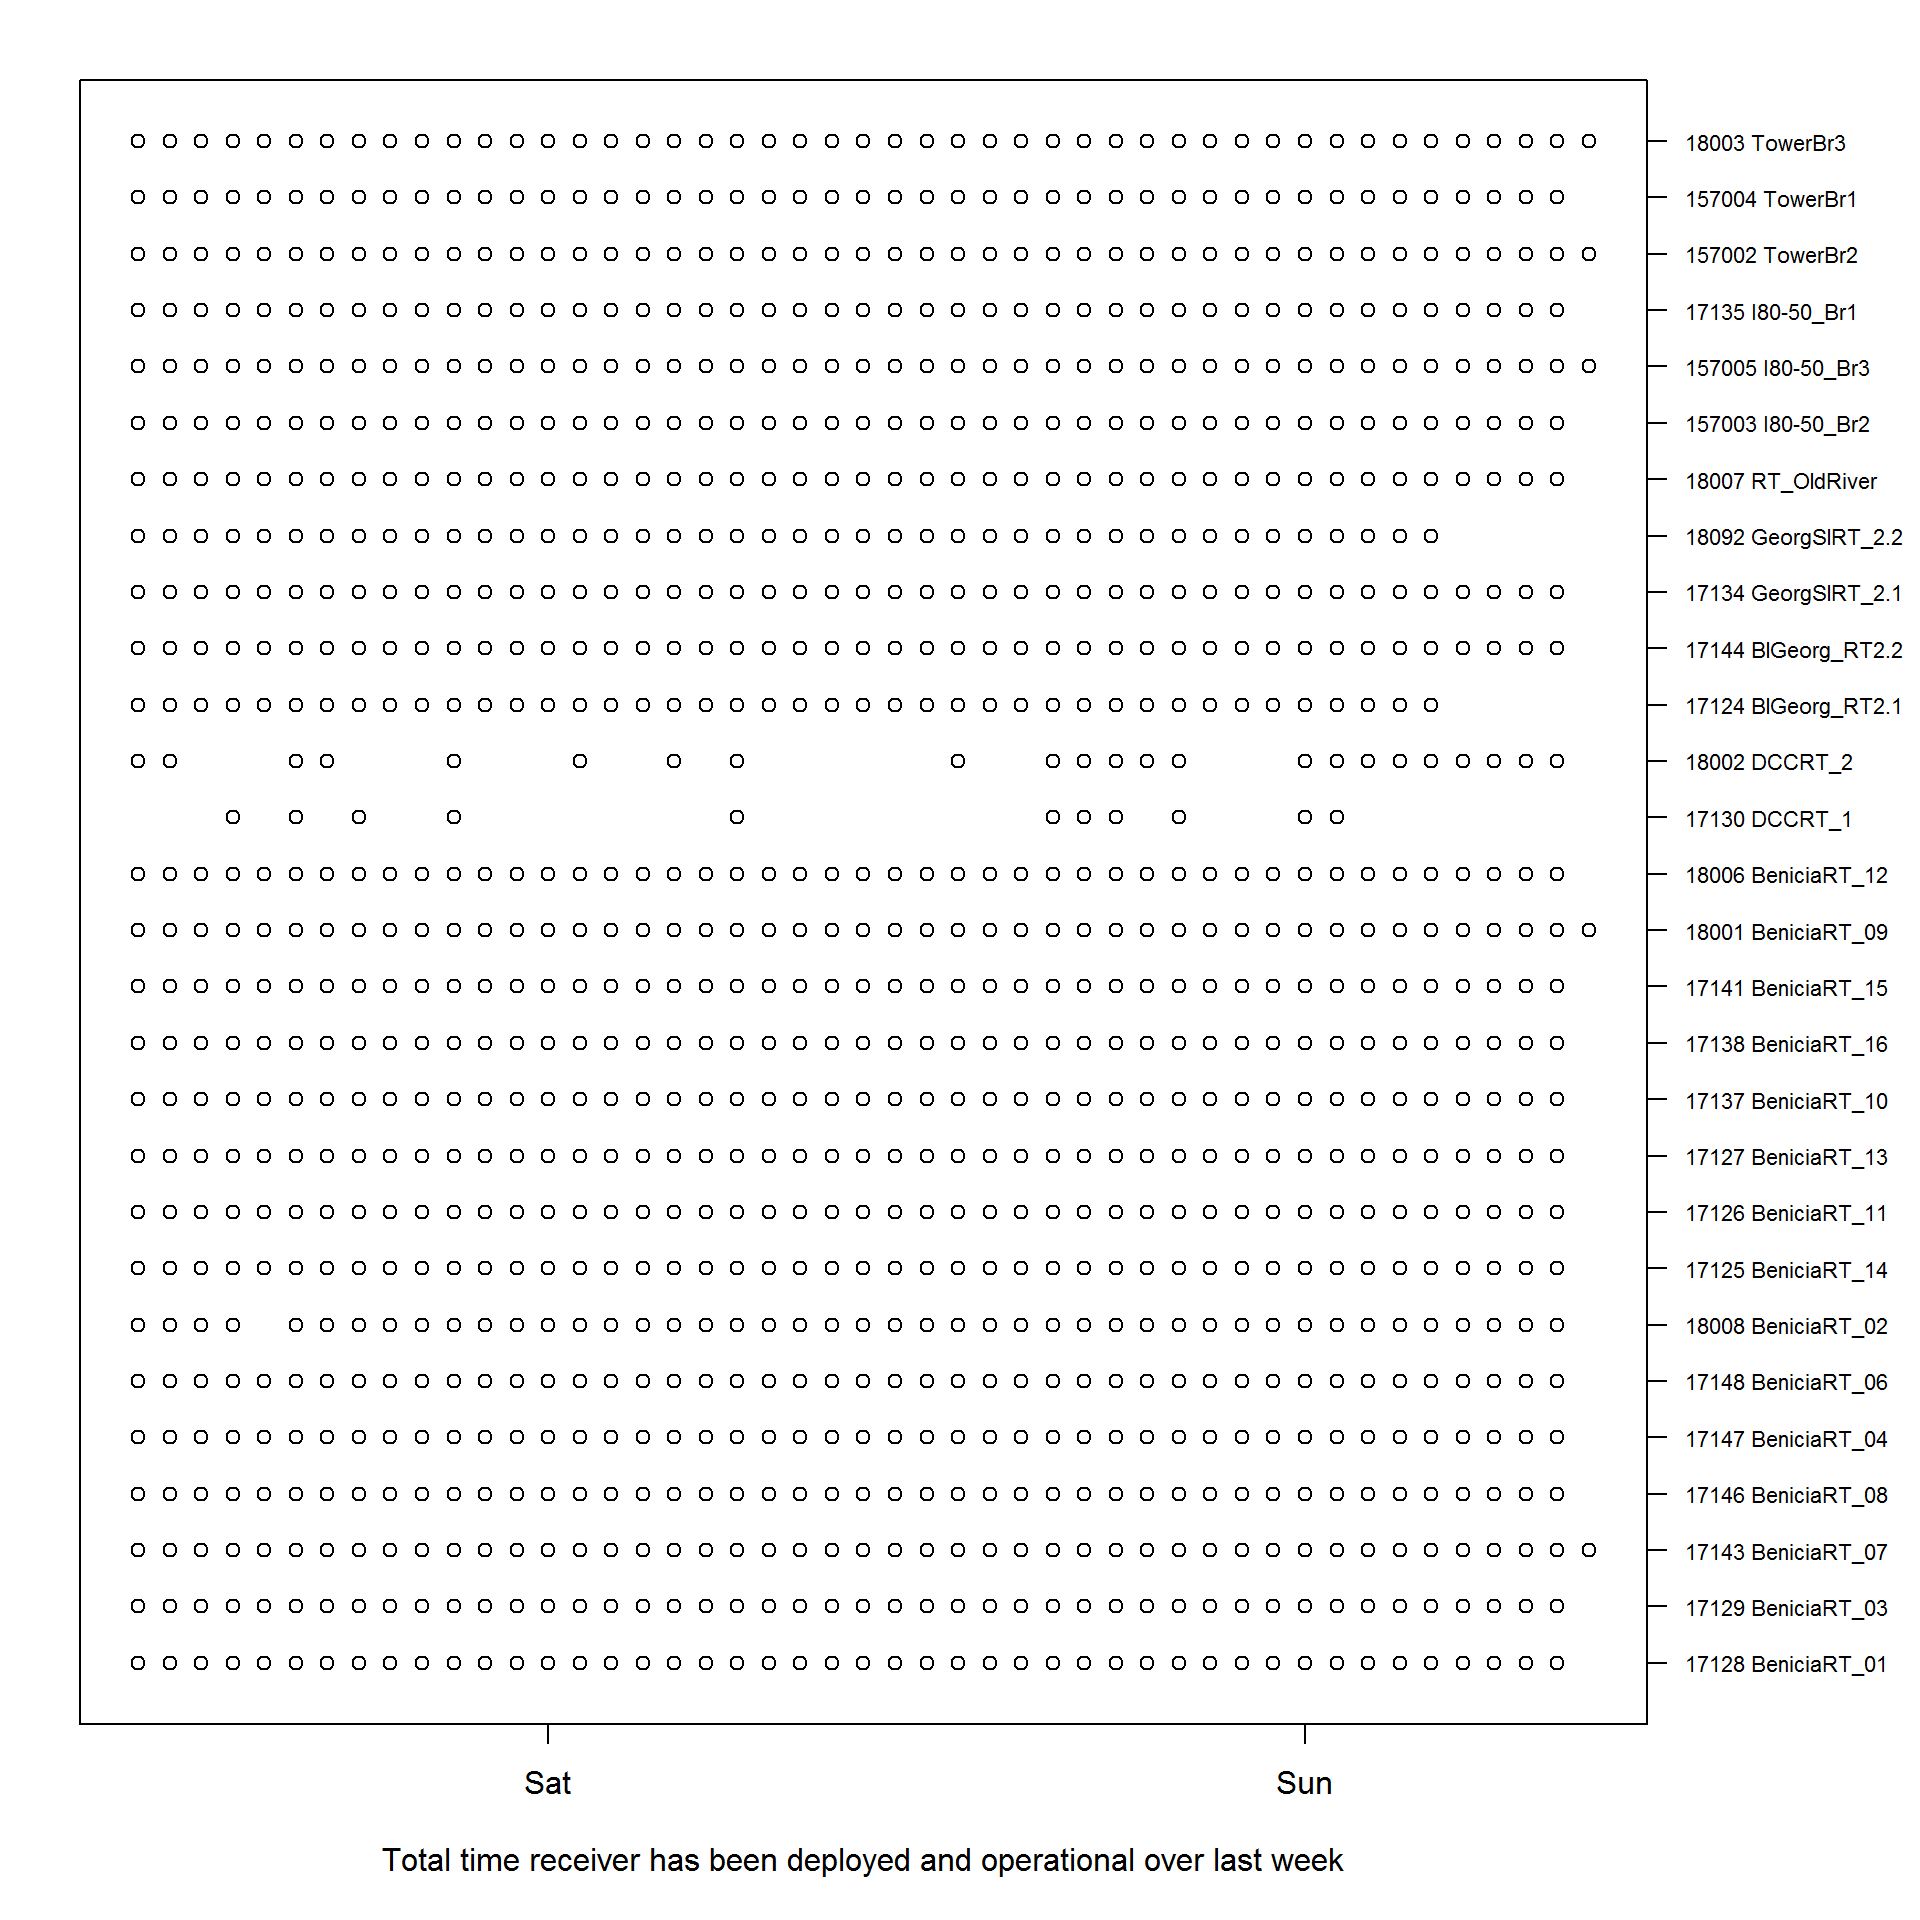 18003 TowerBr3
157004 TowerBr1
157002 TowerBr2
17135 I80-50_Br1
157005 I80-50_Br3
157003 I80-50_Br2
18007 RT_OldRiver
18092 GeorgSlRT_2.2
17134 GeorgSlRT_2.1
17144 BlGeorg_RT2.2
17124 BlGeorg_RT2.1
18002 DCCRT_2
17130 DCCRT_1
18006 BeniciaRT_12
18001 BeniciaRT_09
17141 BeniciaRT_15
17138 BeniciaRT_16
17137 BeniciaRT_10
17127 BeniciaRT_13
17126 BeniciaRT_11
17125 BeniciaRT_14
18008 BeniciaRT_02
17148 BeniciaRT_06
17147 BeniciaRT_04
17146 BeniciaRT_08
17143 BeniciaRT_07
17129 BeniciaRT_03
17128 BeniciaRT_01
Sat Sun
Total time receiver has been deployed and operational over last week